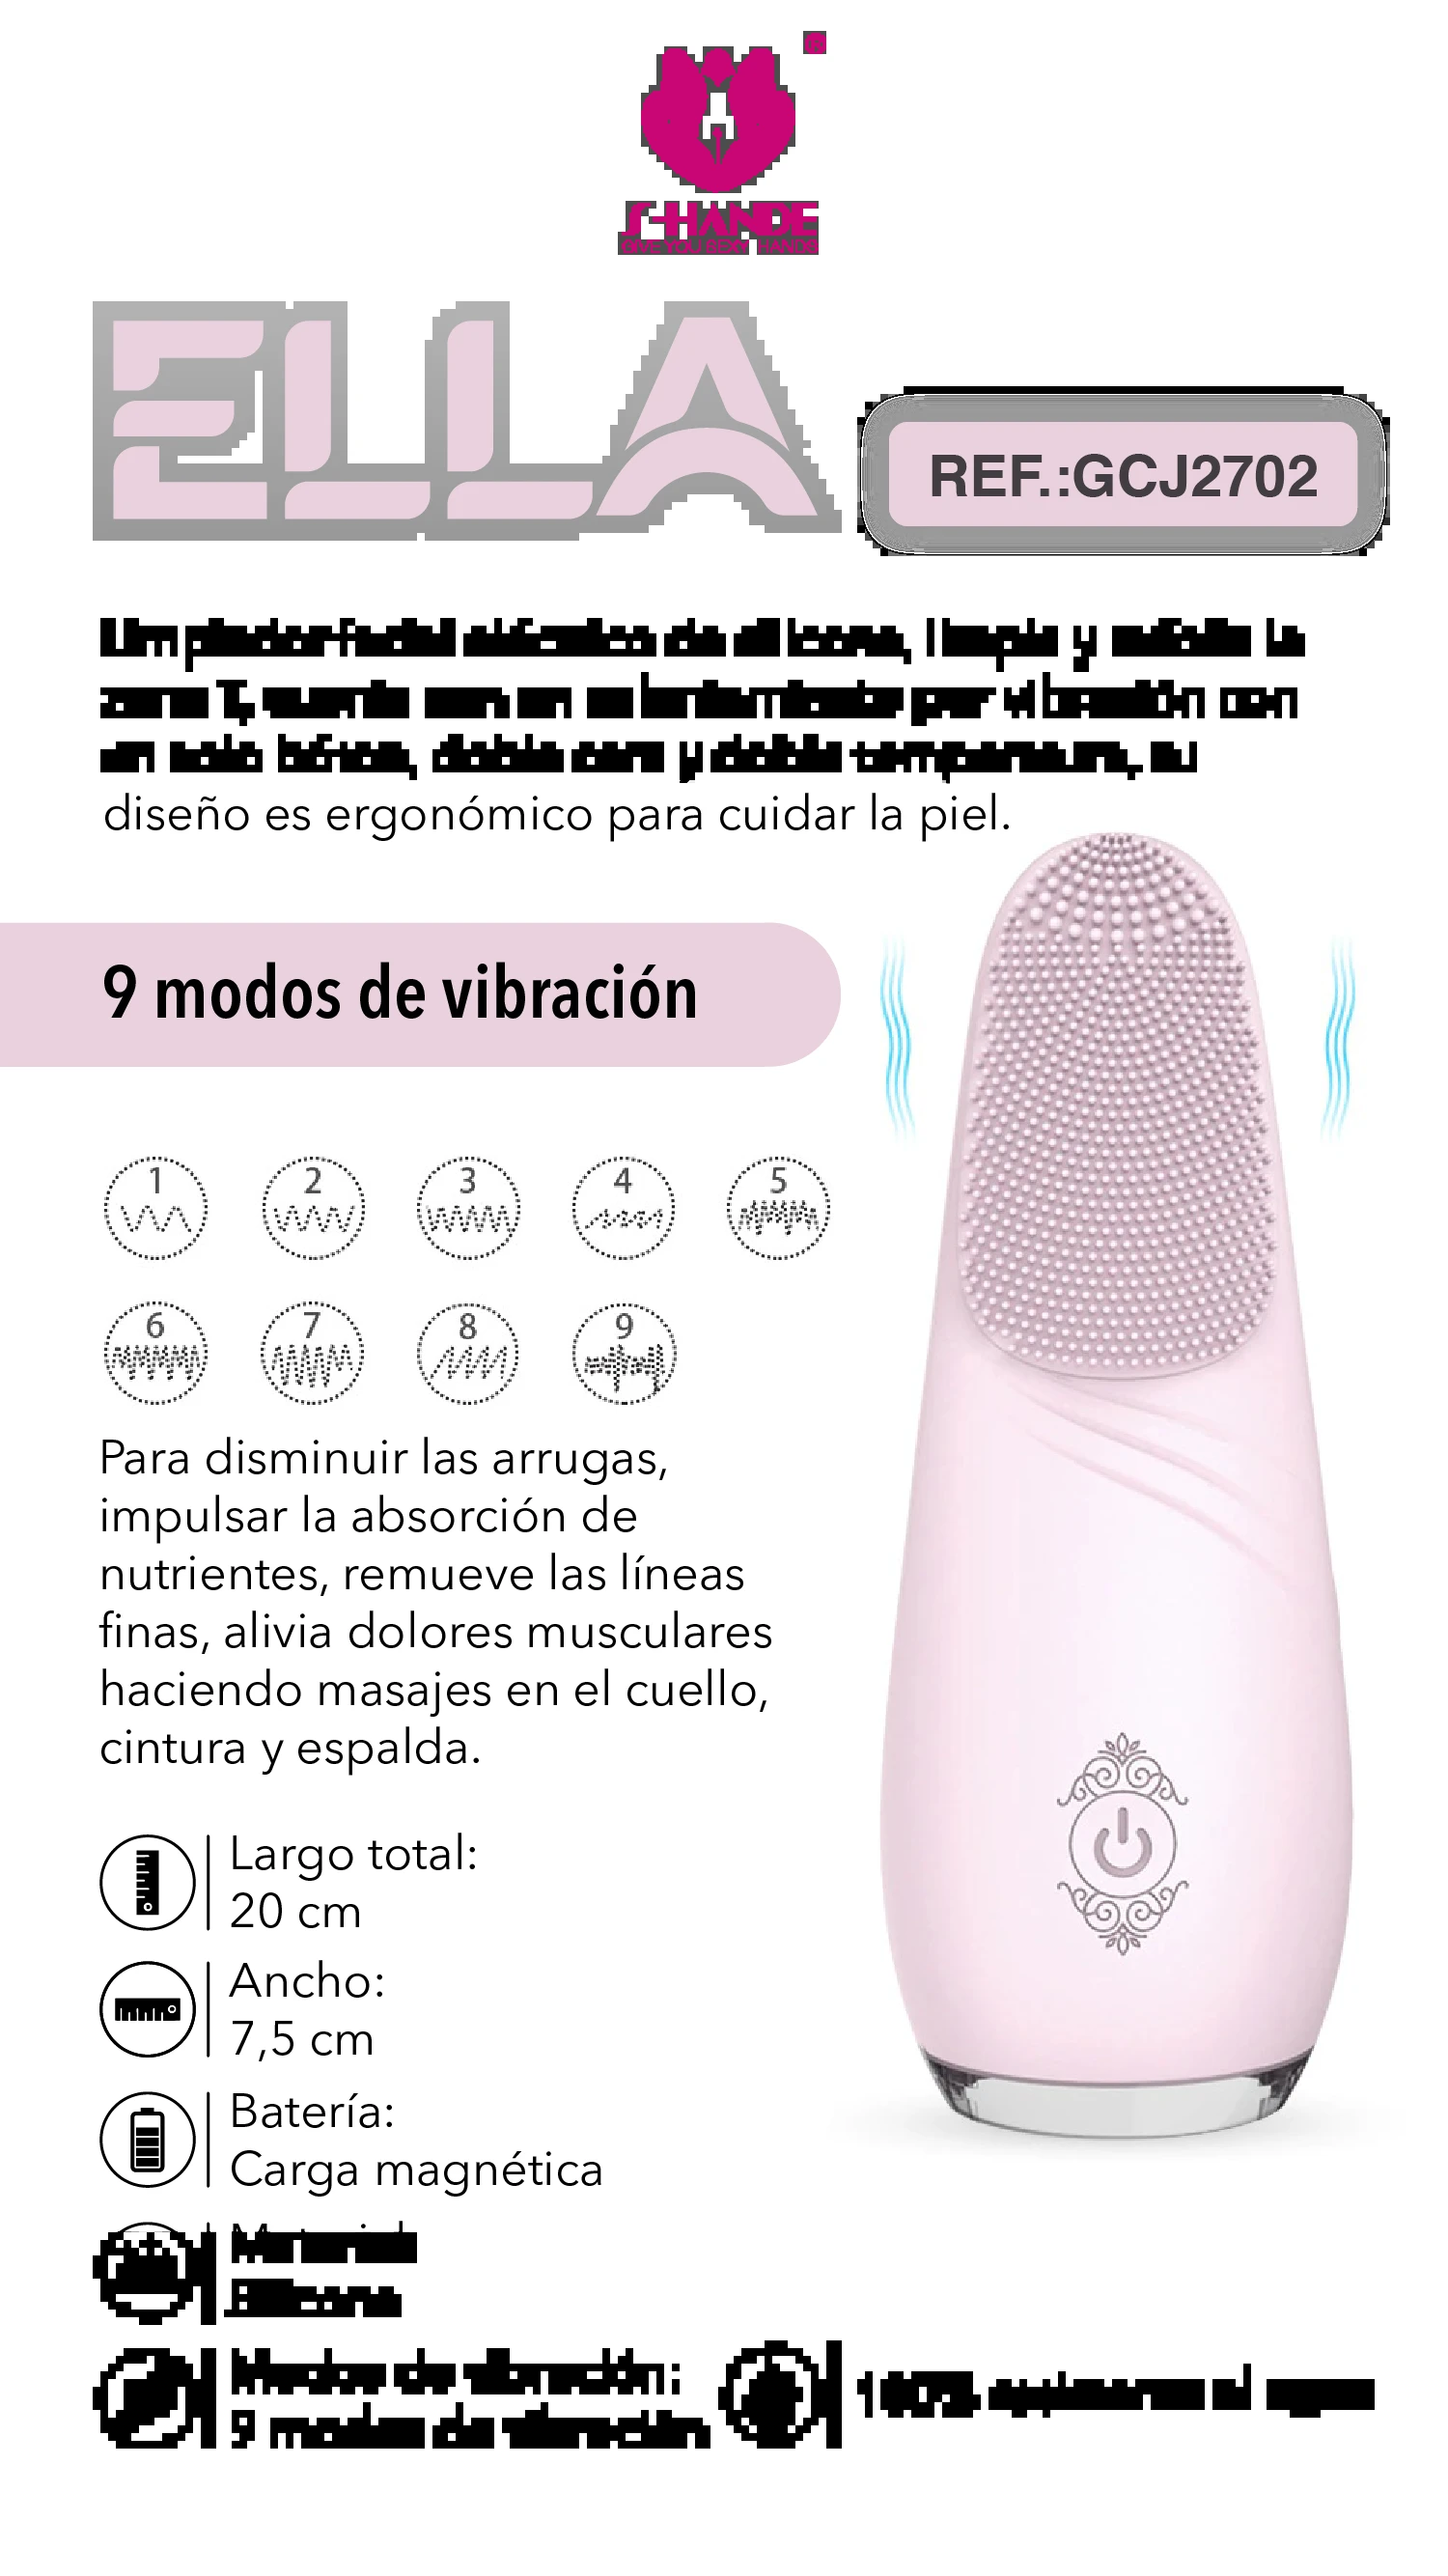 S-HANDE
GIVE YOU SEXY HANDS
ELLA
REF.:GCJ2702
Limpiador facial eléctrico de silicona, limpia y la
zona T, cuenta con un por vibración con
un solo botón, doble cara y doble temperatura, su
diseño es ergonómico para cuidar la piel.
9 modos de vibración
1 2 3 4 5
6 7 8 9
Para disminuir las arrugas,
impulsar la absorción de
nutrientes, remueve las líneas
finas, alivia dolores musculares
haciendo masajes en el cuello,
cintura y espalda.
Largo total:
20 cm
Ancho:
7,5 cm
Batería:
Carga magnética
Material:
Silicona
Modos de vibración:
9 modos de vibración
100% al agua